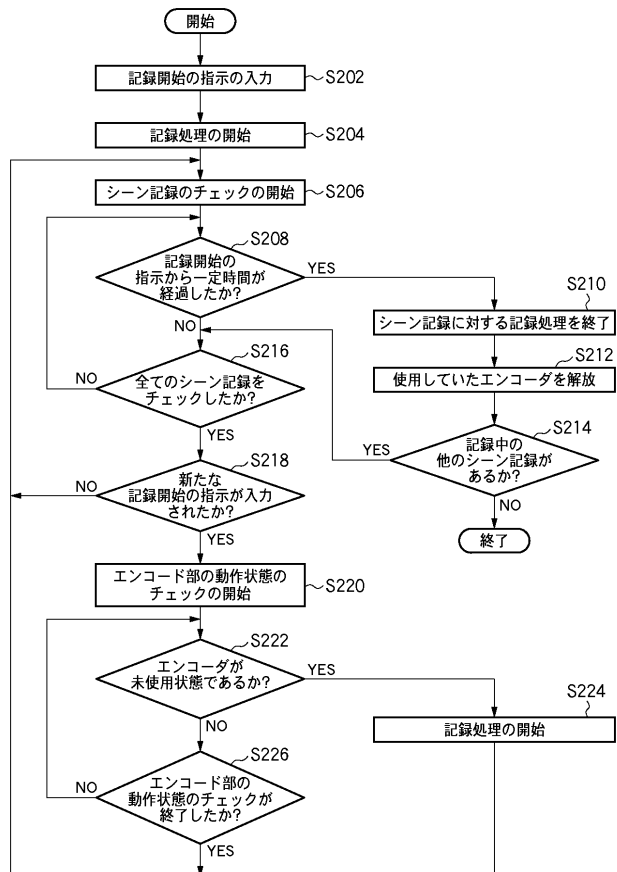 開始
記録開始の指示の入力
S202
記録処理の開始
S204
シーン記録のチェックの開始
S206
S208
記録開始の
指示から一定時間が
経過したか?
YES
NO
S210
シーン記録に対する記録処理を終了
S212
使用していたエンコーダを解放
S214
記録中の
他のシーン記録が
あるか?
YES
NO
終了
S216
全てのシーン記録を
チェックしたか?
NO
YES
S218
新たな
記録開始の指示が入力
されたか?
NO
YES
エンコード部の動作状態の
チェックの開始
S220
S222
エンコーダが
未使用状態であるか?
YES
NO
S224
記録処理の開始
S226
エンコード部の
動作状態のチェックが
終了したか?
NO
YES